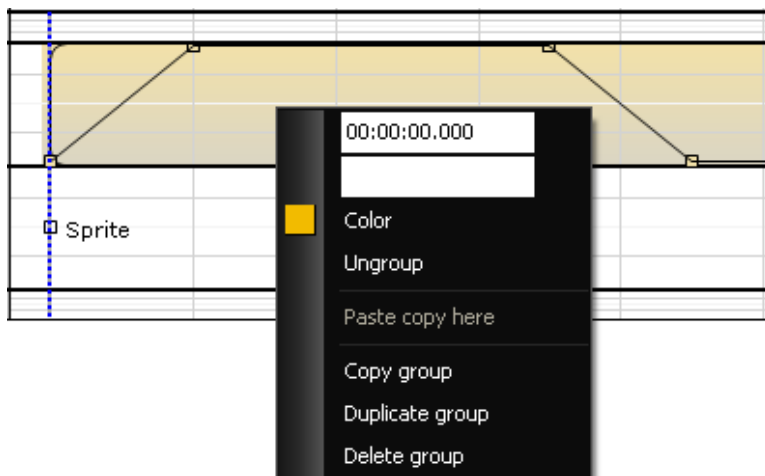 00:00:00.000
Sprite
Color
Ungroup
Paste copy here
Copy group
Duplicate group
Delete group